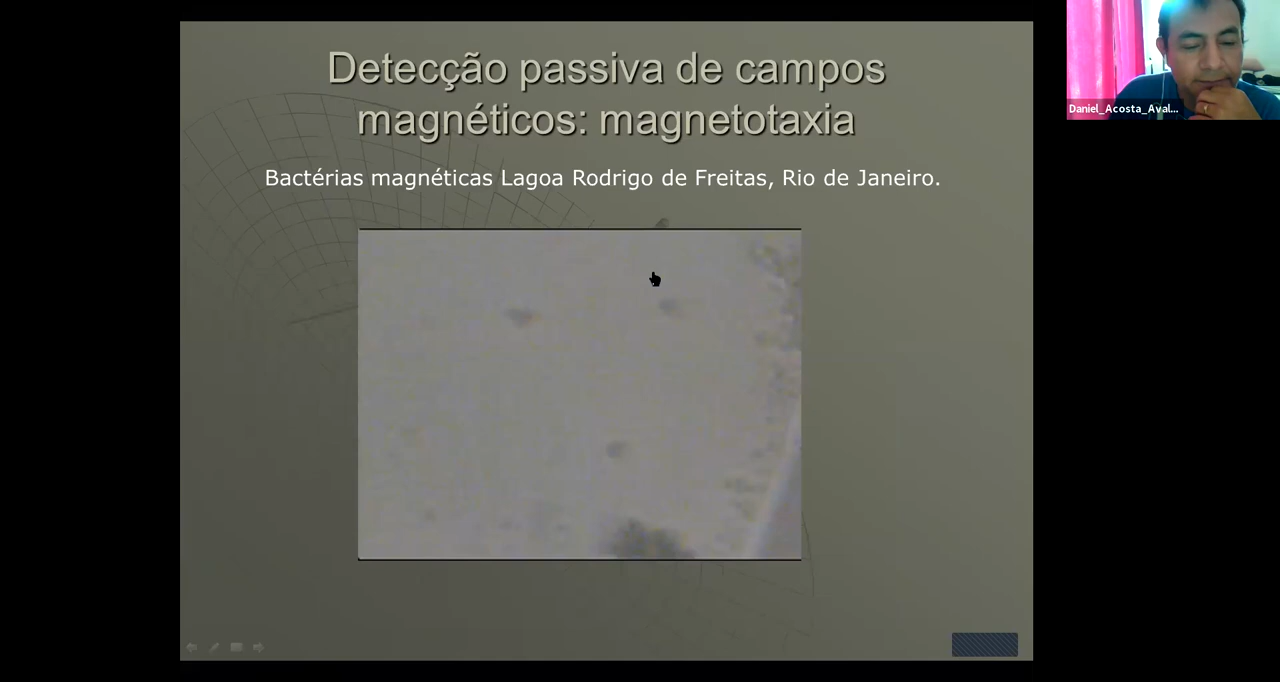 Detecção passiva de campos
magnéticos: magnetotaxia
Bactérias magnéticas Lagoa Rodrigo de Freitas, Rio de Janeiro.
Daniel_Acosta_Aval...